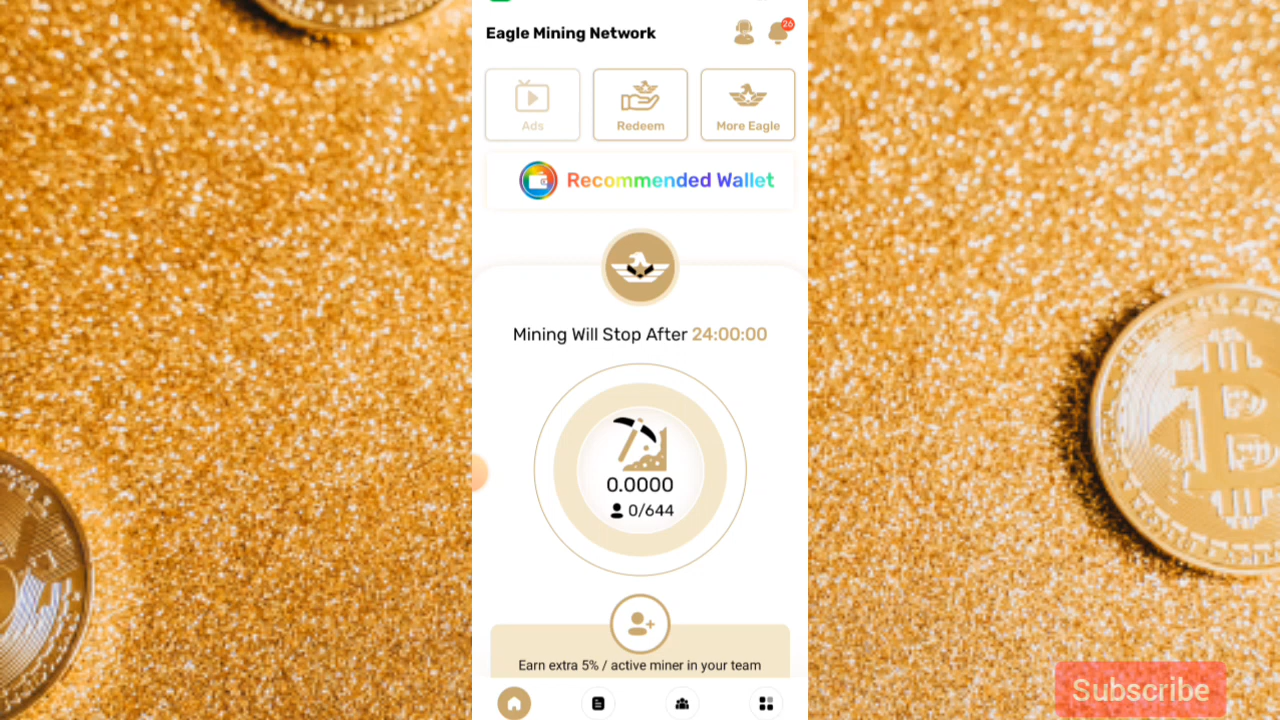 Eagle Mining Network
26
Ads
Redeem
More Eagle
Recommended Wallet
Mining Will Stop After 24:00:00
0.0000
0/644
Earn extra 5% / active miner in your team
Subscribe